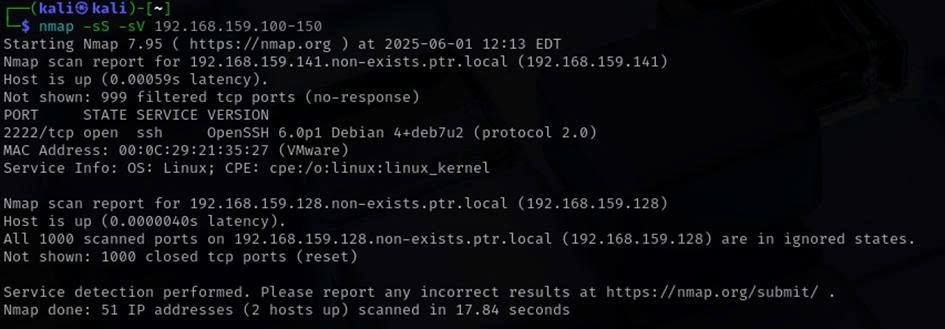 ┌──(kali㉿kali)-[~]
└─$ nmap -sS -sV 192.168.159.100-150
Starting Nmap 7.95 ( https://nmap.org ) at 2025-06-01 12:13 EDT
Nmap scan report for 192.168.159.141.non-exists.ptr.local (192.168.159.141)
Host is up (0.00059s latency).
Not shown: 999 filtered tcp ports (no-response)
PORT     STATE SERVICE VERSION
2222/tcp open  ssh     OpenSSH 6.0p1 Debian 4+deb7u2 (protocol 2.0)
MAC Address: 00:0C:29:21:35:27 (VMware)
Service Info: OS: Linux; CPE: cpe:/o:linux:linux_kernel
Nmap scan report for 192.168.159.128.non-exists.ptr.local (192.168.159.128)
Host is up (0.0000040s latency).
All 1000 scanned ports on 192.168.159.128.non-exists.ptr.local (192.168.159.128) are in ignored states.
Not shown: 1000 closed tcp ports (reset)
Service detection performed. Please report any incorrect results at https://nmap.org/submit/ .
Nmap done: 51 IP addresses (2 hosts up) scanned in 17.84 seconds